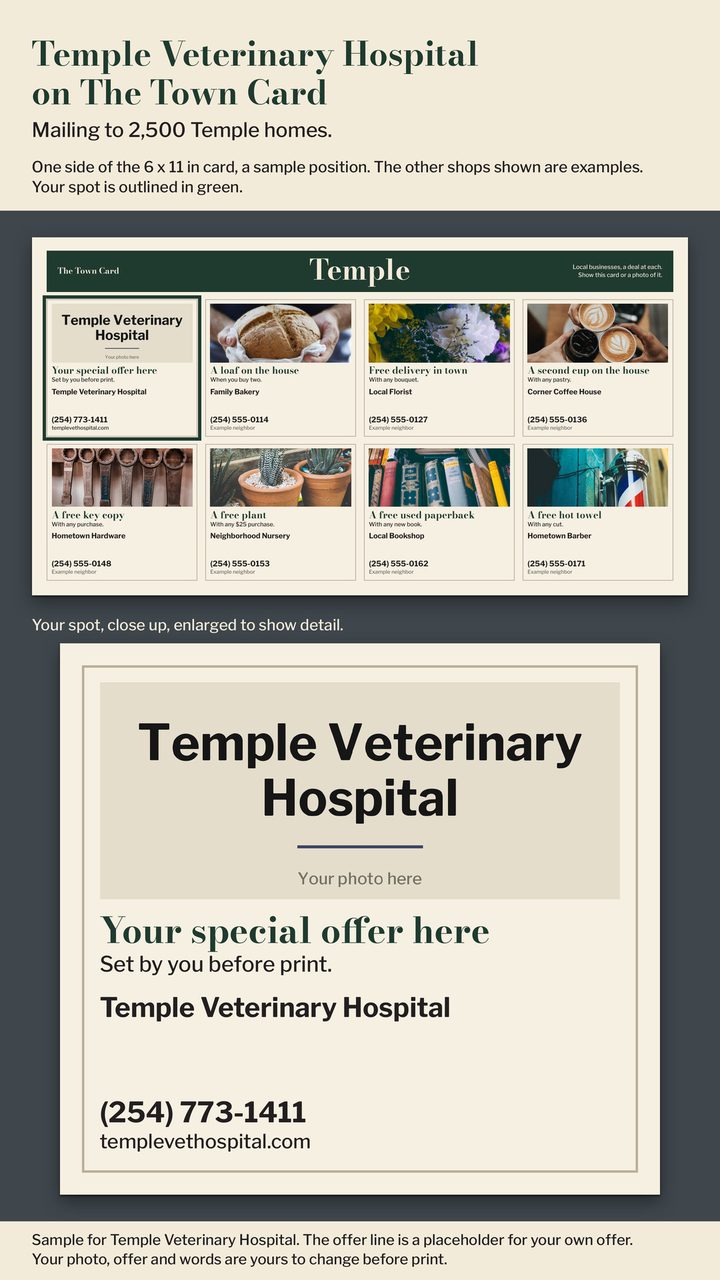 Temple Veterinary Hospital
on The Town Card
Mailing to 2,500 Temple homes.
One side of the 6 x 11 in card, a sample position. The other shops shown are examples.
Your spot is outlined in green.
The Town Card
Temple
Local businesses, a deal at each.
Show this card or a photo of it.
Temple Veterinary
Hospital
Your photo here
Your special offer here
Set by you before print.
Temple Veterinary Hospital
(254) 773-1411
templevethospital.com
A loaf on the house
When you buy two.
Family Bakery
(254) 555-0114
Example neighbor
Free delivery in town
With any bouquet.
Local Florist
(254) 555-0127
Example neighbor
A second cup on the house
With any pastry.
Corner Coffee House
(254) 555-0136
Example neighbor
A free key copy
With any purchase.
Hometown Hardware
(254) 555-0148
Example neighbor
A free plant
With any $25 purchase.
Neighborhood Nursery
(254) 555-0153
Example neighbor
A free used paperback
With any new book.
Local Bookshop
(254) 555-0162
Example neighbor
A free hot towel
With any cut.
Hometown Barber
(254) 555-0171
Example neighbor
Your spot, close up, enlarged to show detail.
Temple Veterinary
Hospital
Your photo here
Your special offer here
Set by you before print.
Temple Veterinary Hospital
(254) 773-1411
templevethospital.com
Sample for Temple Veterinary Hospital. The offer line is a placeholder for your own offer.
Your photo, offer and words are yours to change before print.